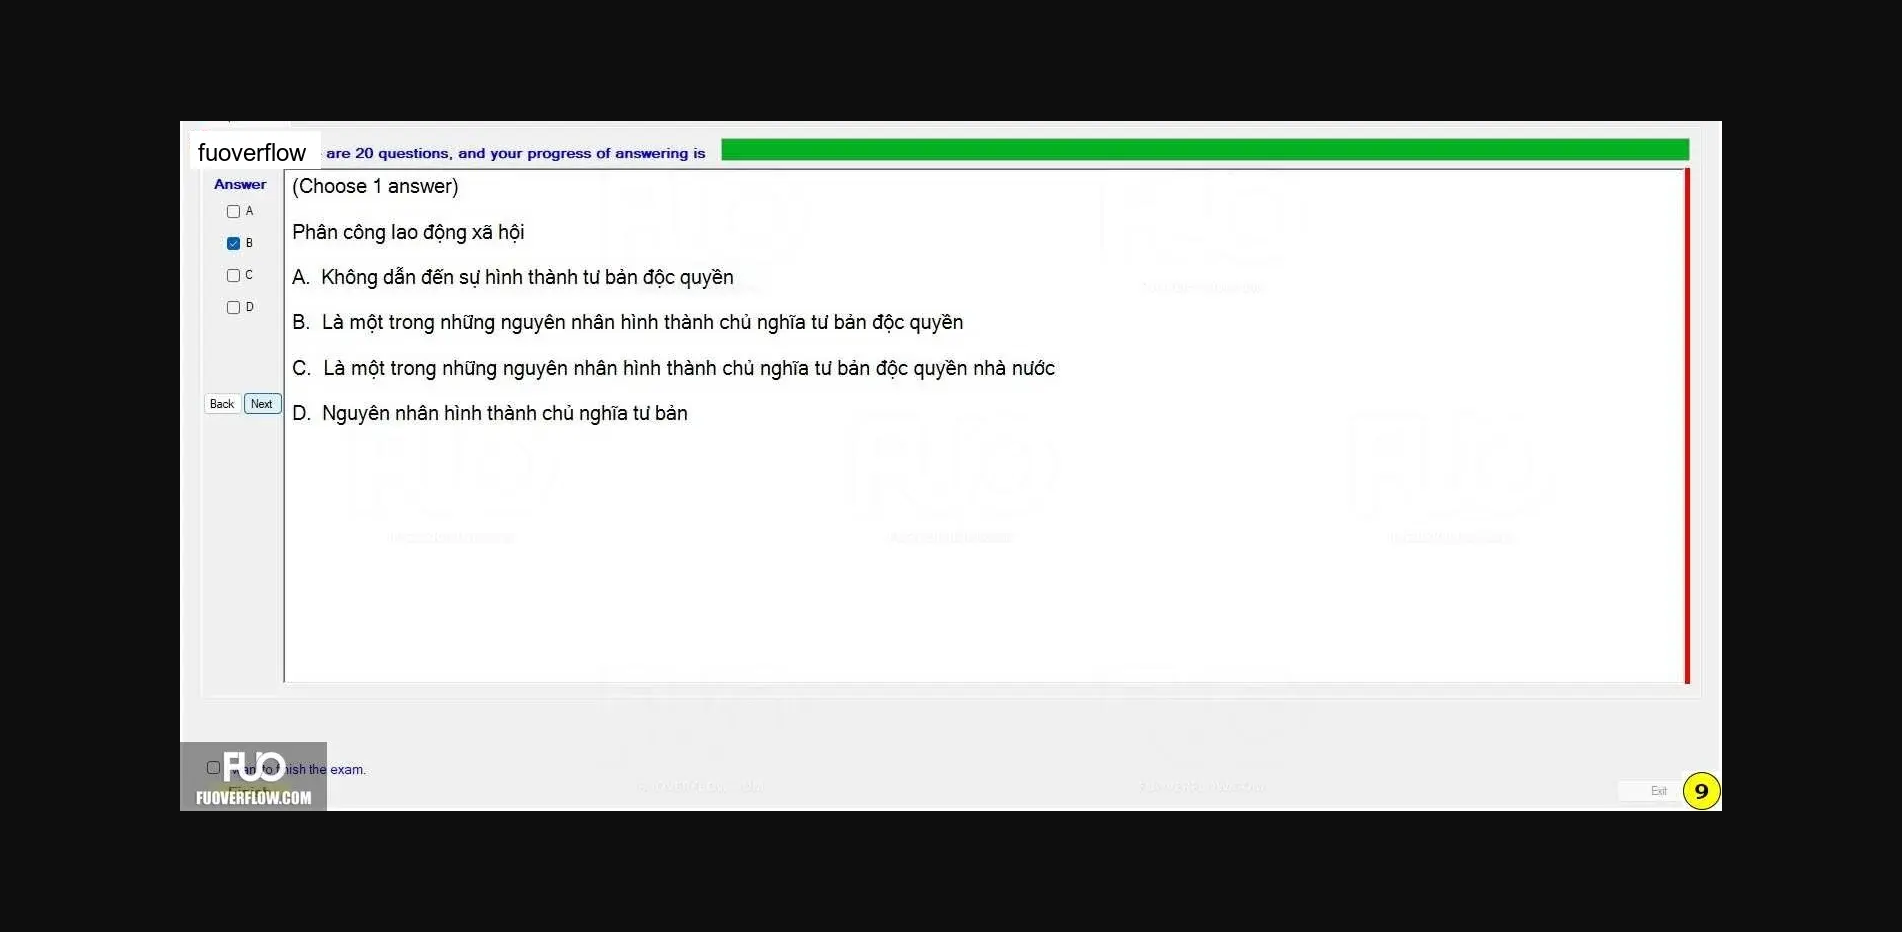 fuoverflow are 20 questions, and your progress of answering is
Answer
A
B
C
D
Back Next
(Choose 1 answer)
Phân công lao động xã hội
A. Không dẫn đến sự hình thành tư bản độc quyền
B. Là một trong những nguyên nhân hình thành chủ nghĩa tư bản độc quyền
C. Là một trong những nguyên nhân hình thành chủ nghĩa tư bản độc quyền nhà nước
D. Nguyên nhân hình thành chủ nghĩa tư bản
FUO
to finish the exam.
FUOVERFLOW.COM
Exit
9